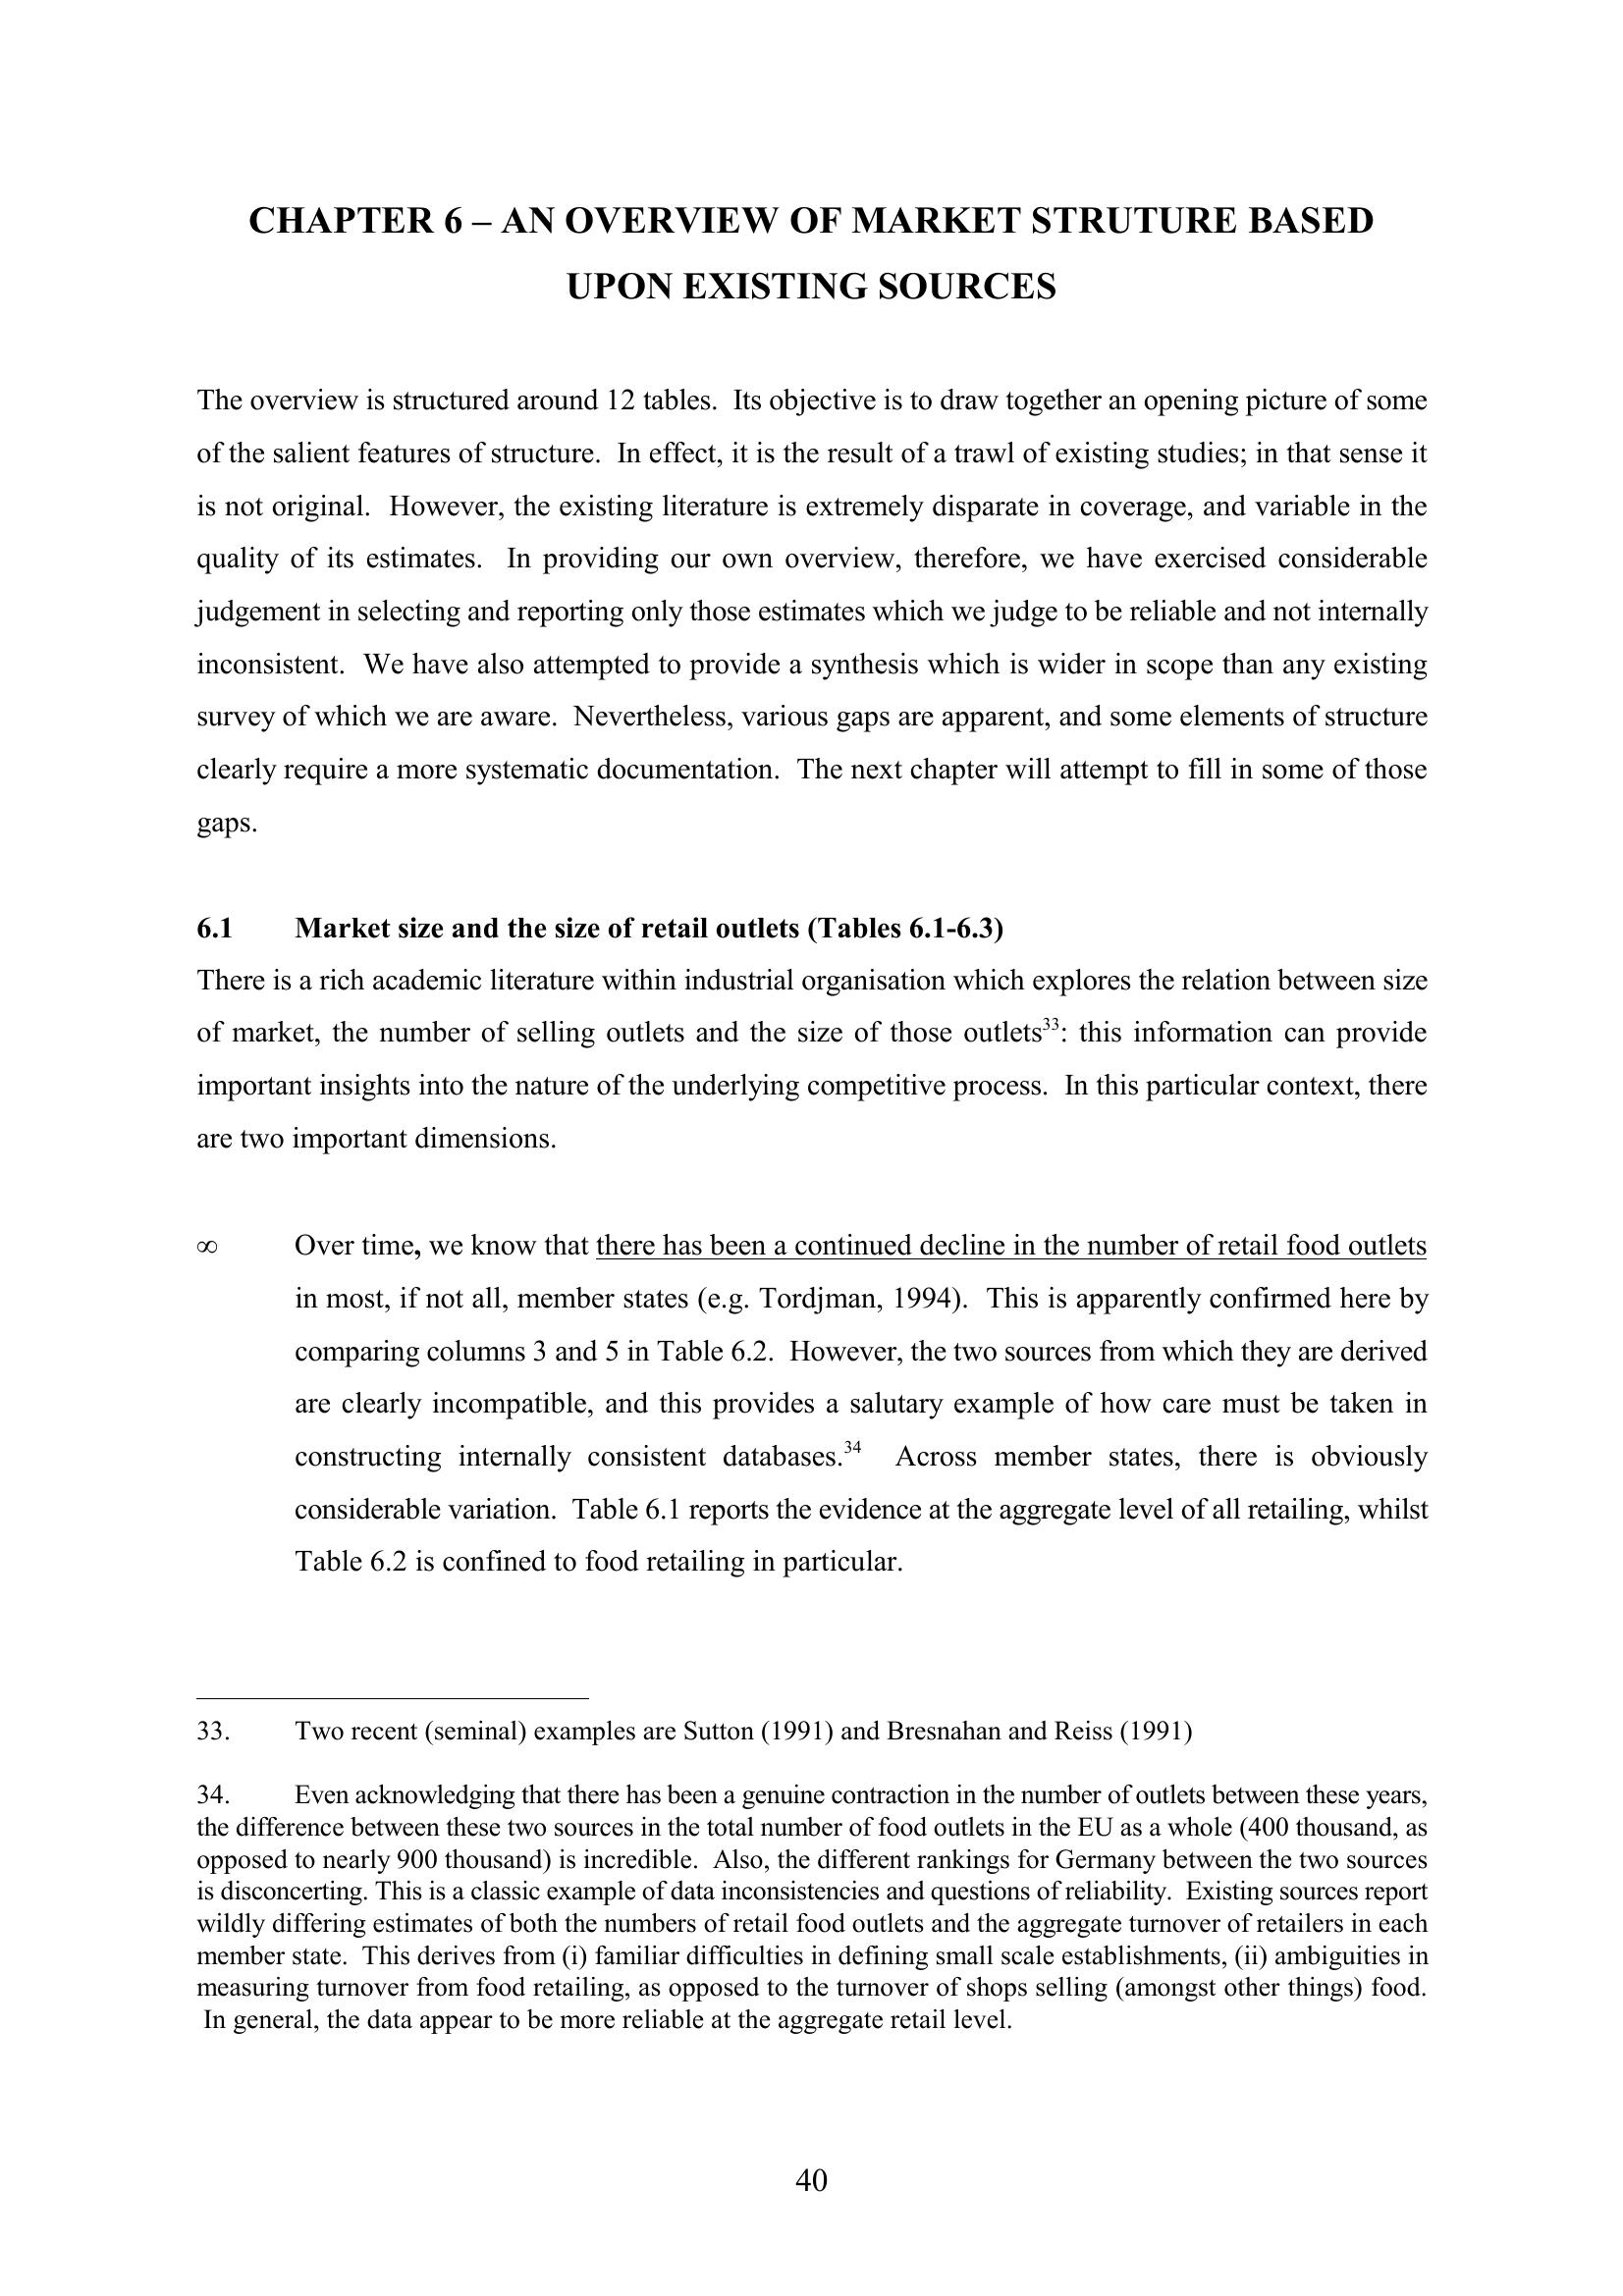 CHAPTER 6 – AN OVERVIEW OF MARKET STRUTURE BASED
UPON EXISTING SOURCES
The overview is structured around 12 tables. Its objective is to draw together an opening picture of some
of the salient features of structure. In effect, it is the result of a trawl of existing studies; in that sense it
is not original. However, the existing literature is extremely disparate in coverage, and variable in the
quality of its estimates. In providing our own overview, therefore, we have exercised considerable
judgement in selecting and reporting only those estimates which we judge to be reliable and not internally
inconsistent. We have also attempted to provide a synthesis which is wider in scope than any existing
survey of which we are aware. Nevertheless, various gaps are apparent, and some elements of structure
clearly require a more systematic documentation. The next chapter will attempt to fill in some of those
gaps.
6.1 Market size and the size of retail outlets (Tables 6.1-6.3)
There is a rich academic literature within industrial organisation which explores the relation between size
of market, the number of selling outlets and the size of those outlets33: this information can provide
important insights into the nature of the underlying competitive process. In this particular context, there
are two important dimensions.
∞ Over time, we know that there has been a continued decline in the number of retail food outlets
in most, if not all, member states (e.g. Tordjman, 1994). This is apparently confirmed here by
comparing columns 3 and 5 in Table 6.2. However, the two sources from which they are derived
are clearly incompatible, and this provides a salutary example of how care must be taken in
constructing internally consistent databases.34 Across member states, there is obviously
considerable variation. Table 6.1 reports the evidence at the aggregate level of all retailing, whilst
Table 6.2 is confined to food retailing in particular.
33. Two recent (seminal) examples are Sutton (1991) and Bresnahan and Reiss (1991)
34. Even acknowledging that there has been a genuine contraction in the number of outlets between these years,
the difference between these two sources in the total number of food outlets in the EU as a whole (400 thousand, as
opposed to nearly 900 thousand) is incredible. Also, the different rankings for Germany between the two sources
is disconcerting. This is a classic example of data inconsistencies and questions of reliability. Existing sources report
wildly differing estimates of both the numbers of retail food outlets and the aggregate turnover of retailers in each
member state. This derives from (i) familiar difficulties in defining small scale establishments, (ii) ambiguities in
measuring turnover from food retailing, as opposed to the turnover of shops selling (amongst other things) food.
In general, the data appear to be more reliable at the aggregate retail level.
40